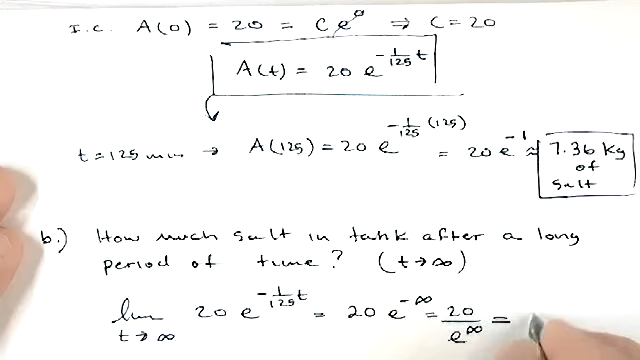 I.C. A(0) = 20 = C e^0 ⇒ C = 20
A(t) = 20 e^{-1/125 t}
t = 125 min → A(125) = 20 e^{-1/125 (125)} = 20 e^{-1} ≈ 7.36 kg of salt
b.) How much salt in tank after a long
period of time? (t→∞)
lim t→∞ 20 e^{-1/125 t} = 20 e^{-∞} = 20/e^∞ =